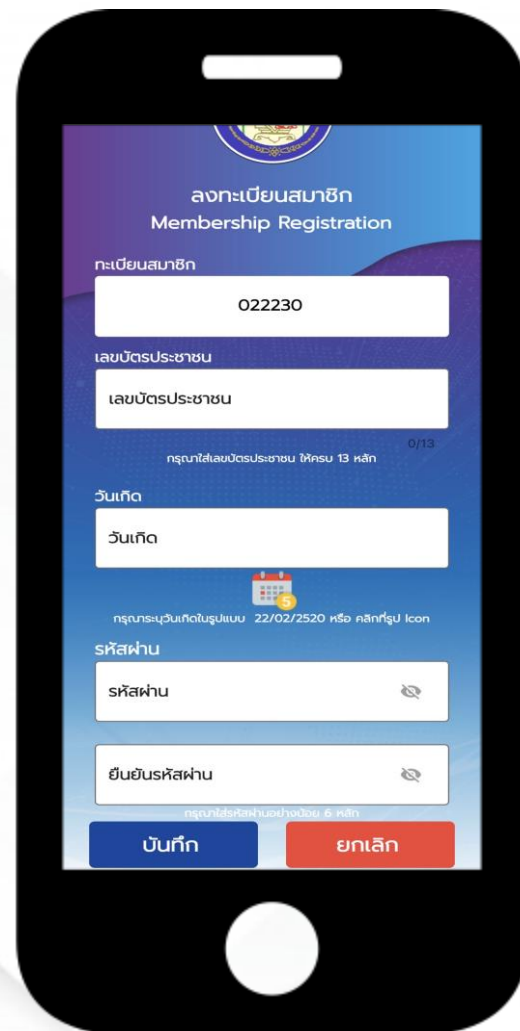 ลงทะเบียนสมาชิก
Membership Registration
ทะเบียนสมาชิก
022230
เลขบัตรประชาชน
เลขบัตรประชาชน
0/13
กรุณาใส่เลขบัตรประชาชน ให้ครบ 13 หลัก
วันเกิด
วันเกิด
5
กรุณาระบุวันเกิดในรูปแบบ 22/02/2520 หรือ คลิกที่รูป Icon
รหัสผ่าน
รหัสผ่าน
ยืนยันรหัสผ่าน
กรุณาใส่รหัสผ่านอย่างน้อย 6 หลัก
บันทึก ยกเลิก